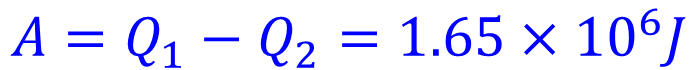 A = Q₁ − Q₂ = 1.65 × 10⁶J